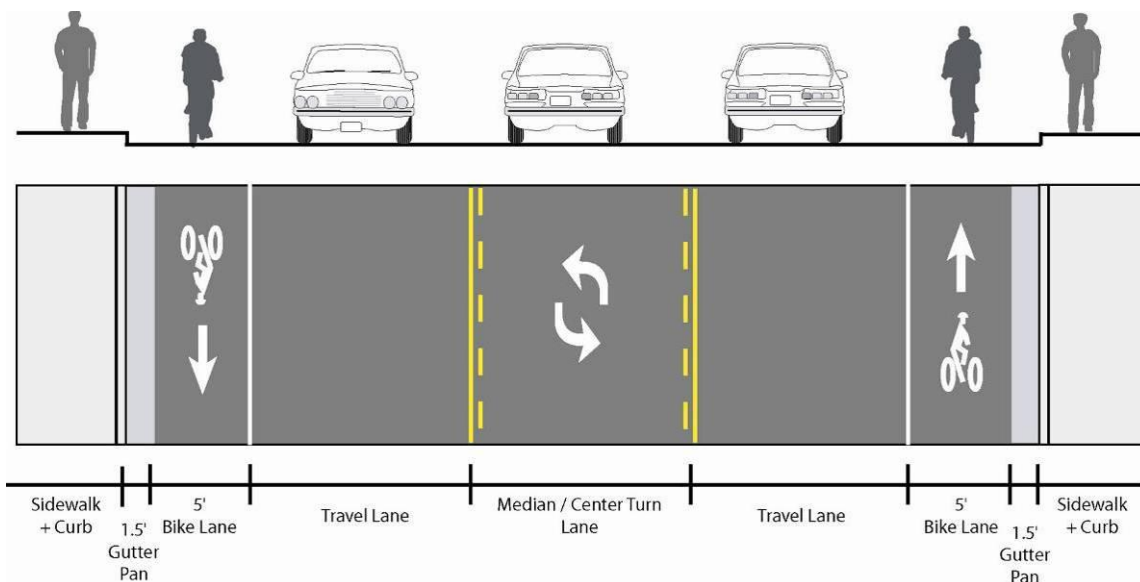 Sidewalk
+ Curb
1.5'
Gutter
Pan
5'
Bike Lane
Travel Lane
Median / Center Turn
Lane
Travel Lane
5'
Bike Lane
1.5'
Gutter
Pan
Sidewalk
+ Curb